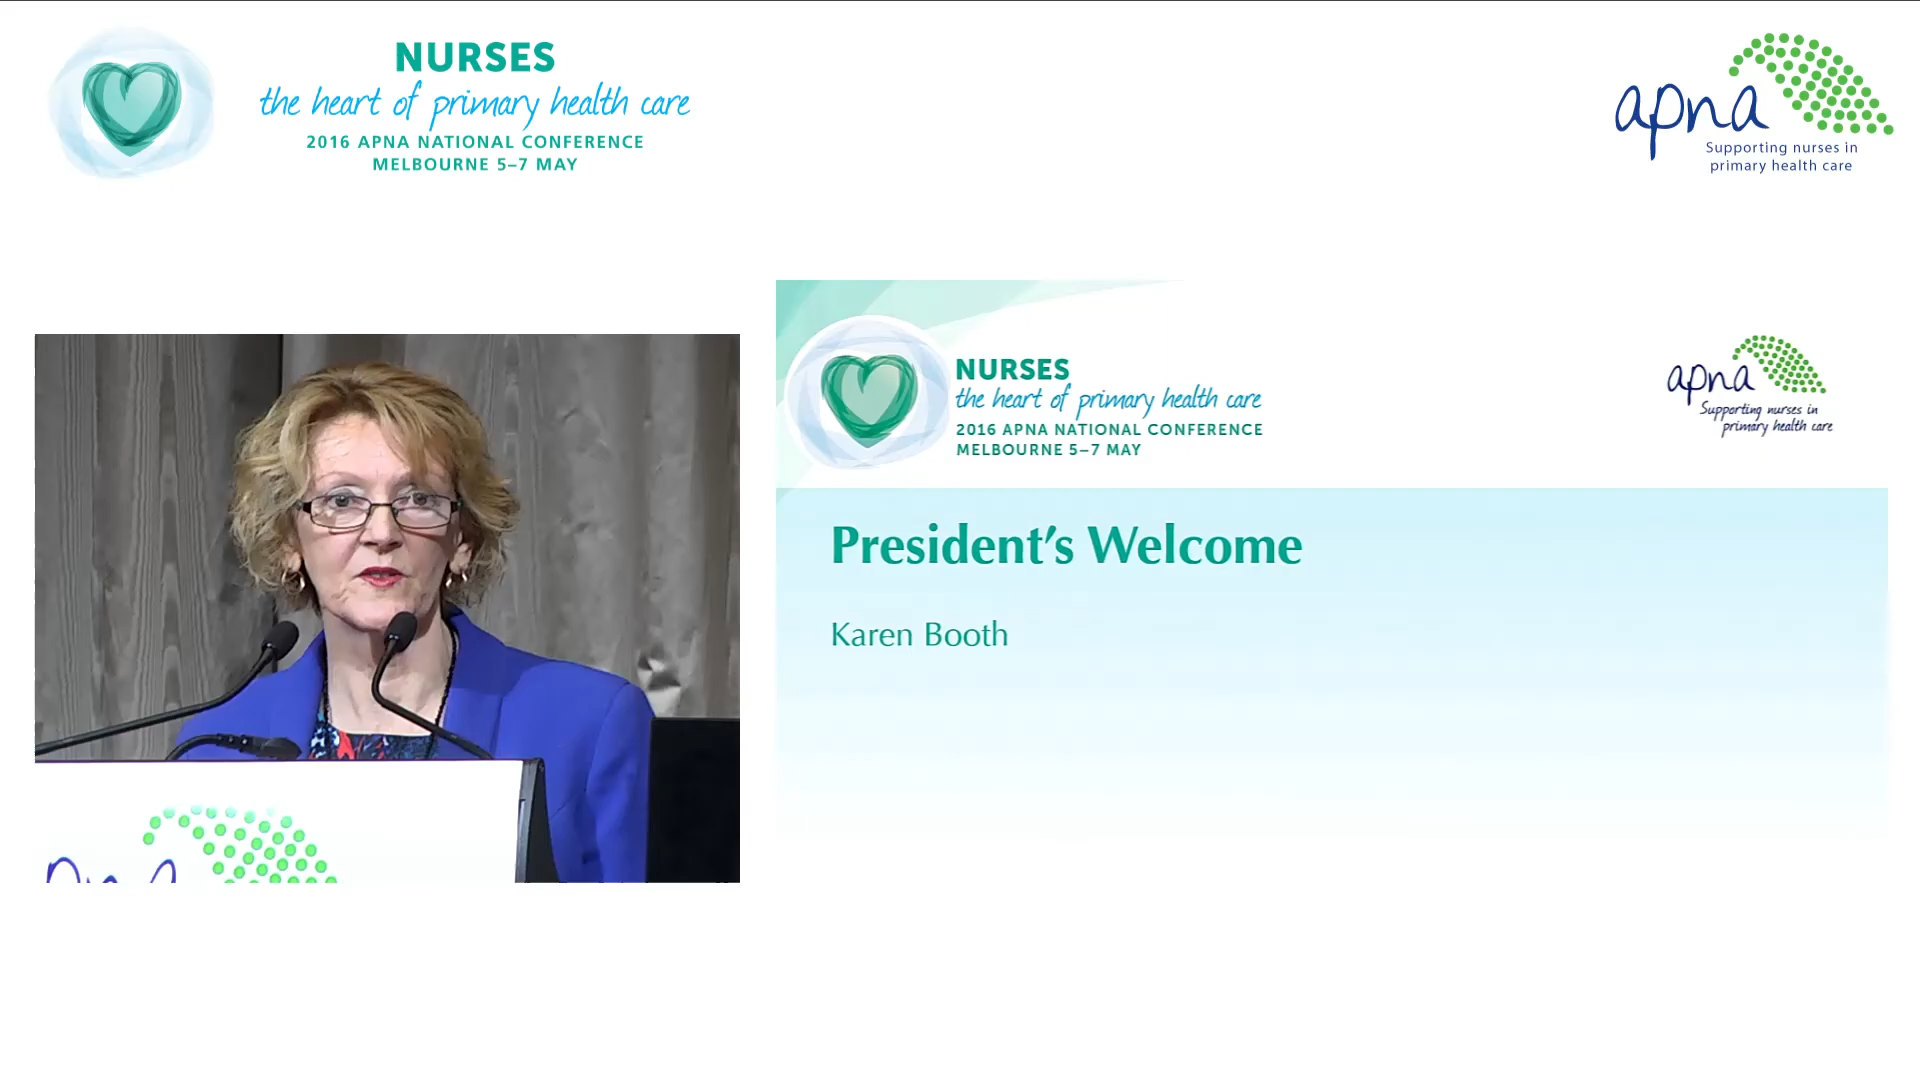 NURSES
the heart of primary health care
2016 APNA NATIONAL CONFERENCE
MELBOURNE 5–7 MAY
apna
Supporting nurses in
primary health care
NURSES
the heart of primary health care
2016 APNA NATIONAL CONFERENCE
MELBOURNE 5–7 MAY
apna
Supporting nurses in
primary health care
President’s Welcome
Karen Booth